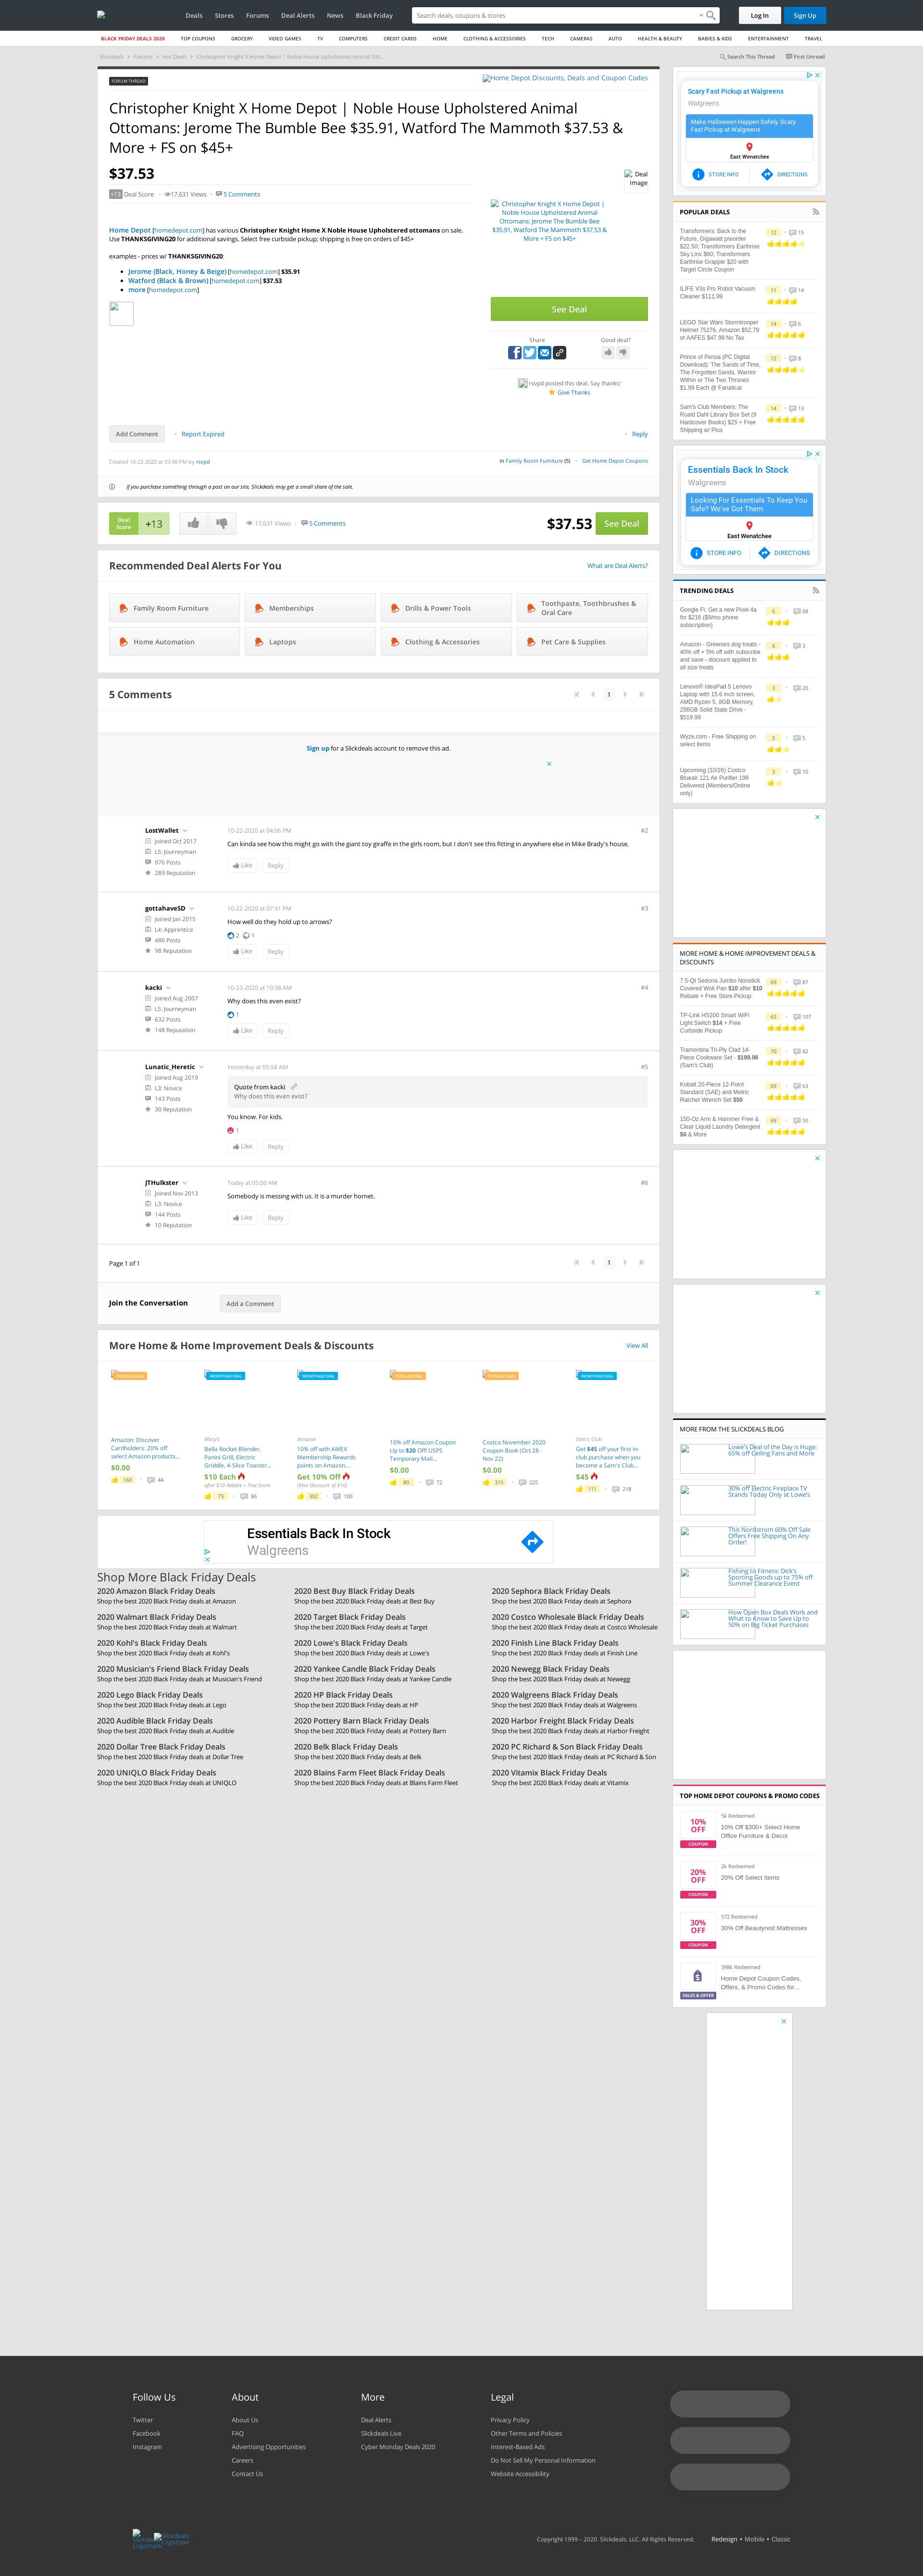 Deals
Stores
Forums
Deal Alerts
News
Black Friday
Search deals, coupons & stores
Log In
Sign Up
BLACK FRIDAY DEALS 2020
TOP COUPONS
GROCERY
VIDEO GAMES
TV
COMPUTERS
CREDIT CARDS
HOME
CLOTHING & ACCESSORIES
TECH
CAMERAS
AUTO
HEALTH & BEAUTY
BABIES & KIDS
ENTERTAINMENT
TRAVEL
Slickdeals
Forums
Hot Deals
Christopher Knight X Home Depot | Noble House Upholstered Animal Ott...
Search This Thread
First Unread
FORUM THREAD
Home Depot Discounts, Deals and Coupon Codes
Christopher Knight X Home Depot | Noble House Upholstered Animal
Ottomans: Jerome The Bumble Bee $35.91, Watford The Mammoth $37.53 &
More + FS on $45+
$37.53
+13 Deal Score
17,631 Views
5 Comments
Deal
Image
Christopher Knight X Home Depot |
Noble House Upholstered Animal
Ottomans: Jerome The Bumble Bee
$35.91, Watford The Mammoth $37.53 &
More + FS on $45+
Home Depot [homedepot.com] has various Christopher Knight Home X Noble House Upholstered ottomans on sale.
Use THANKSGIVING20 for additional savings. Select free curbside pickup; shipping is free on orders of $45+
examples - prices w/ THANKSGIVING20:
Jerome (Black, Honey & Beige) [homedepot.com] $35.91
Watford (Black & Brown) [homedepot.com] $37.53
more [homedepot.com]
See Deal
Share
Good deal?
rsvpd posted this deal. Say thanks!
Give Thanks
Add Comment
Report Expired
Reply
Created 10-22-2020 at 03:48 PM by rsvpd
in Family Room Furniture (5)
Get Home Depot Coupons
If you purchase something through a post on our site, Slickdeals may get a small share of the sale.
Deal
Score
+13
17,631 Views
5 Comments
$37.53
See Deal
Recommended Deal Alerts For You
What are Deal Alerts?
Family Room Furniture
Memberships
Drills & Power Tools
Toothpaste, Toothbrushes &
Oral Care
Home Automation
Laptops
Clothing & Accessories
Pet Care & Supplies
5 Comments
1
Sign up for a Slickdeals account to remove this ad.
LostWallet
Joined Oct 2017
L5: Journeyman
976 Posts
289 Reputation
10-22-2020 at 04:06 PM
#2
Can kinda see how this might go with the giant toy giraffe in the girls room, but I don't see this fitting in anywhere else in Mike Brady's house.
Like
Reply
gottahaveSD
Joined Jan 2015
L4: Apprentice
486 Posts
98 Reputation
10-22-2020 at 07:31 PM
#3
How well do they hold up to arrows?
2
1
Like
Reply
kacki
Joined Aug 2007
L5: Journeyman
632 Posts
148 Reputation
10-23-2020 at 10:38 AM
#4
Why does this even exist?
1
Like
Reply
Lunatic_Heretic
Joined Aug 2019
L3: Novice
143 Posts
30 Reputation
Yesterday at 05:58 AM
#5
Quote from kacki
Why does this even exist?
You know. For kids.
1
Like
Reply
JTHulkster
Joined Nov 2013
L3: Novice
144 Posts
10 Reputation
Today at 05:00 AM
#6
Somebody is messing with us. It is a murder hornet.
Like
Reply
Page 1 of 1
1
Join the Conversation
Add a Comment
More Home & Home Improvement Deals & Discounts
View All
POPULAR DEAL
Amazon: Discover
Cardholders: 20% off
select Amazon products...
$0.00
160
44
FRONTPAGE DEAL
Macy's
Bella Rocket Blender,
Panini Grill, Electric
Griddle, 4-Slice Toaster...
$10 Each
after $10 Rebate + Free Store
73
86
FRONTPAGE DEAL
Amazon
10% off with AMEX
Membership Rewards
points on Amazon....
Get 10% Off
(Max Discount of $10)
302
100
POPULAR DEAL
10% off Amazon Coupon
Up to $20 Off! USPS
Temporary Mail...
$0.00
80
72
POPULAR DEAL
Costco November 2020
Coupon Book (Oct 28 -
Nov 22)
$0.00
315
225
FRONTPAGE DEAL
Sam's Club
Get $45 off your first in-
club purchase when you
become a Sam's Club...
$45
111
218
Essentials Back In Stock
Walgreens
Shop More Black Friday Deals
2020 Amazon Black Friday Deals
Shop the best 2020 Black Friday deals at Amazon
2020 Best Buy Black Friday Deals
Shop the best 2020 Black Friday deals at Best Buy
2020 Sephora Black Friday Deals
Shop the best 2020 Black Friday deals at Sephora
2020 Walmart Black Friday Deals
Shop the best 2020 Black Friday deals at Walmart
2020 Target Black Friday Deals
Shop the best 2020 Black Friday deals at Target
2020 Costco Wholesale Black Friday Deals
Shop the best 2020 Black Friday deals at Costco Wholesale
2020 Kohl's Black Friday Deals
Shop the best 2020 Black Friday deals at Kohl's
2020 Lowe's Black Friday Deals
Shop the best 2020 Black Friday deals at Lowe's
2020 Finish Line Black Friday Deals
Shop the best 2020 Black Friday deals at Finish Line
2020 Musician's Friend Black Friday Deals
Shop the best 2020 Black Friday deals at Musician's Friend
2020 Yankee Candle Black Friday Deals
Shop the best 2020 Black Friday deals at Yankee Candle
2020 Newegg Black Friday Deals
Shop the best 2020 Black Friday deals at Newegg
2020 Lego Black Friday Deals
Shop the best 2020 Black Friday deals at Lego
2020 HP Black Friday Deals
Shop the best 2020 Black Friday deals at HP
2020 Walgreens Black Friday Deals
Shop the best 2020 Black Friday deals at Walgreens
2020 Audible Black Friday Deals
Shop the best 2020 Black Friday deals at Audible
2020 Pottery Barn Black Friday Deals
Shop the best 2020 Black Friday deals at Pottery Barn
2020 Harbor Freight Black Friday Deals
Shop the best 2020 Black Friday deals at Harbor Freight
2020 Dollar Tree Black Friday Deals
Shop the best 2020 Black Friday deals at Dollar Tree
2020 Belk Black Friday Deals
Shop the best 2020 Black Friday deals at Belk
2020 PC Richard & Son Black Friday Deals
Shop the best 2020 Black Friday deals at PC Richard & Son
2020 UNIQLO Black Friday Deals
Shop the best 2020 Black Friday deals at UNIQLO
2020 Blains Farm Fleet Black Friday Deals
Shop the best 2020 Black Friday deals at Blains Farm Fleet
2020 Vitamix Black Friday Deals
Shop the best 2020 Black Friday deals at Vitamix
Scary Fast Pickup at Walgreens
Walgreens
Make Halloween Happen Safely. Scary
Fast Pickup at Walgreens
East Wenatchee
STORE INFO
DIRECTIONS
POPULAR DEALS
Transformers: Back to the
Future, Gigawatt preorder
$22.50; Transformers Earthrise
Sky Linx $60; Transformers
Earthrise Grapple $20 with
Target Circle Coupon
12
15
ILIFE V3s Pro Robot Vacuum
Cleaner $111.99
11
14
LEGO Star Wars Stormtrooper
Helmet 75276, Amazon $52.79
or AAFES $47.99 No Tax
14
6
Prince of Persia (PC Digital
Download): The Sands of Time,
The Forgotten Sands, Warrior
Within or The Two Thrones
$1.99 Each @ Fanatical
12
8
Sam's Club Members: The
Roald Dahl Library Box Set (9
Hardcover Books) $25 + Free
Shipping w/ Plus
14
13
Essentials Back In Stock
Walgreens
Looking For Essentials To Keep You
Safe? We've Got Them.
East Wenatchee
STORE INFO
DIRECTIONS
TRENDING DEALS
Google Fi: Get a new Pixel 4a
for $216 ($9/mo phone
subscription)
6
68
Amazon - Greenies dog treats -
40% off + 5% off with subscribe
and save - discount applied to
all size treats
6
3
Lenovo® IdeaPad 5 Lenovo
Laptop with 15.6 inch screen,
AMD Ryzen 5, 8GB Memory,
256GB Solid State Drive -
$519.99
3
20
Wyze.com - Free Shipping on
select items
5
5
Upcoming (10/26) Costco
Blueair 121 Air Purifier 199
Delivered (Members/Online
only)
3
10
MORE HOME & HOME IMPROVEMENT DEALS &
DISCOUNTS
7.5-Qt Sedona Jumbo Nonstick
Covered Wok Pan $10 after $10
Rebate + Free Store Pickup
69
87
TP-Link HS200 Smart WiFi
Light Switch $14 + Free
Curbside Pickup
63
107
Tramontina Tri-Ply Clad 14-
Piece Cookware Set - $199.98
(Sam's Club)
70
82
Kobalt 20-Piece 12-Point
Standard (SAE) and Metric
Ratchet Wrench Set $50
69
63
150-Oz Arm & Hammer Free &
Clear Liquid Laundry Detergent
$6 & More
69
50
MORE FROM THE SLICKDEALS BLOG
Lowe's Deal of the Day is Huge:
65% off Ceiling Fans and More
30% off Electric Fireplace TV
Stands Today Only at Lowe's
This Nordstrom 60% Off Sale
Offers Free Shipping On Any
Order!
Fishing to Fitness: Dick's
Sporting Goods up to 75% off
Summer Clearance Event
How Open Box Deals Work and
What to Know to Save Up to
50% on Big Ticket Purchases
TOP HOME DEPOT COUPONS & PROMO CODES
10%
OFF
COUPON
5k Redeemed
10% Off $300+ Select Home
Office Furniture & Decor
20%
OFF
COUPON
2k Redeemed
20% Off Select Items
30%
OFF
COUPON
572 Redeemed
30% Off Beautyrest Mattresses
SALES & OFFER
398k Redeemed
Home Depot Coupon Codes,
Offers, & Promo Codes for...
Follow Us
Twitter
Facebook
Instagram
About
About Us
FAQ
Advertising Opportunities
Careers
Contact Us
More
Deal Alerts
Slickdeals Live
Cyber Monday Deals 2020
Legal
Privacy Policy
Other Terms and Policies
Interest-Based Ads
Do Not Sell My Personal Information
Website Accessibility
Slickdeals
Logotype
Copyright 1999 - 2020. Slickdeals, LLC. All Rights Reserved.
Redesign • Mobile • Classic